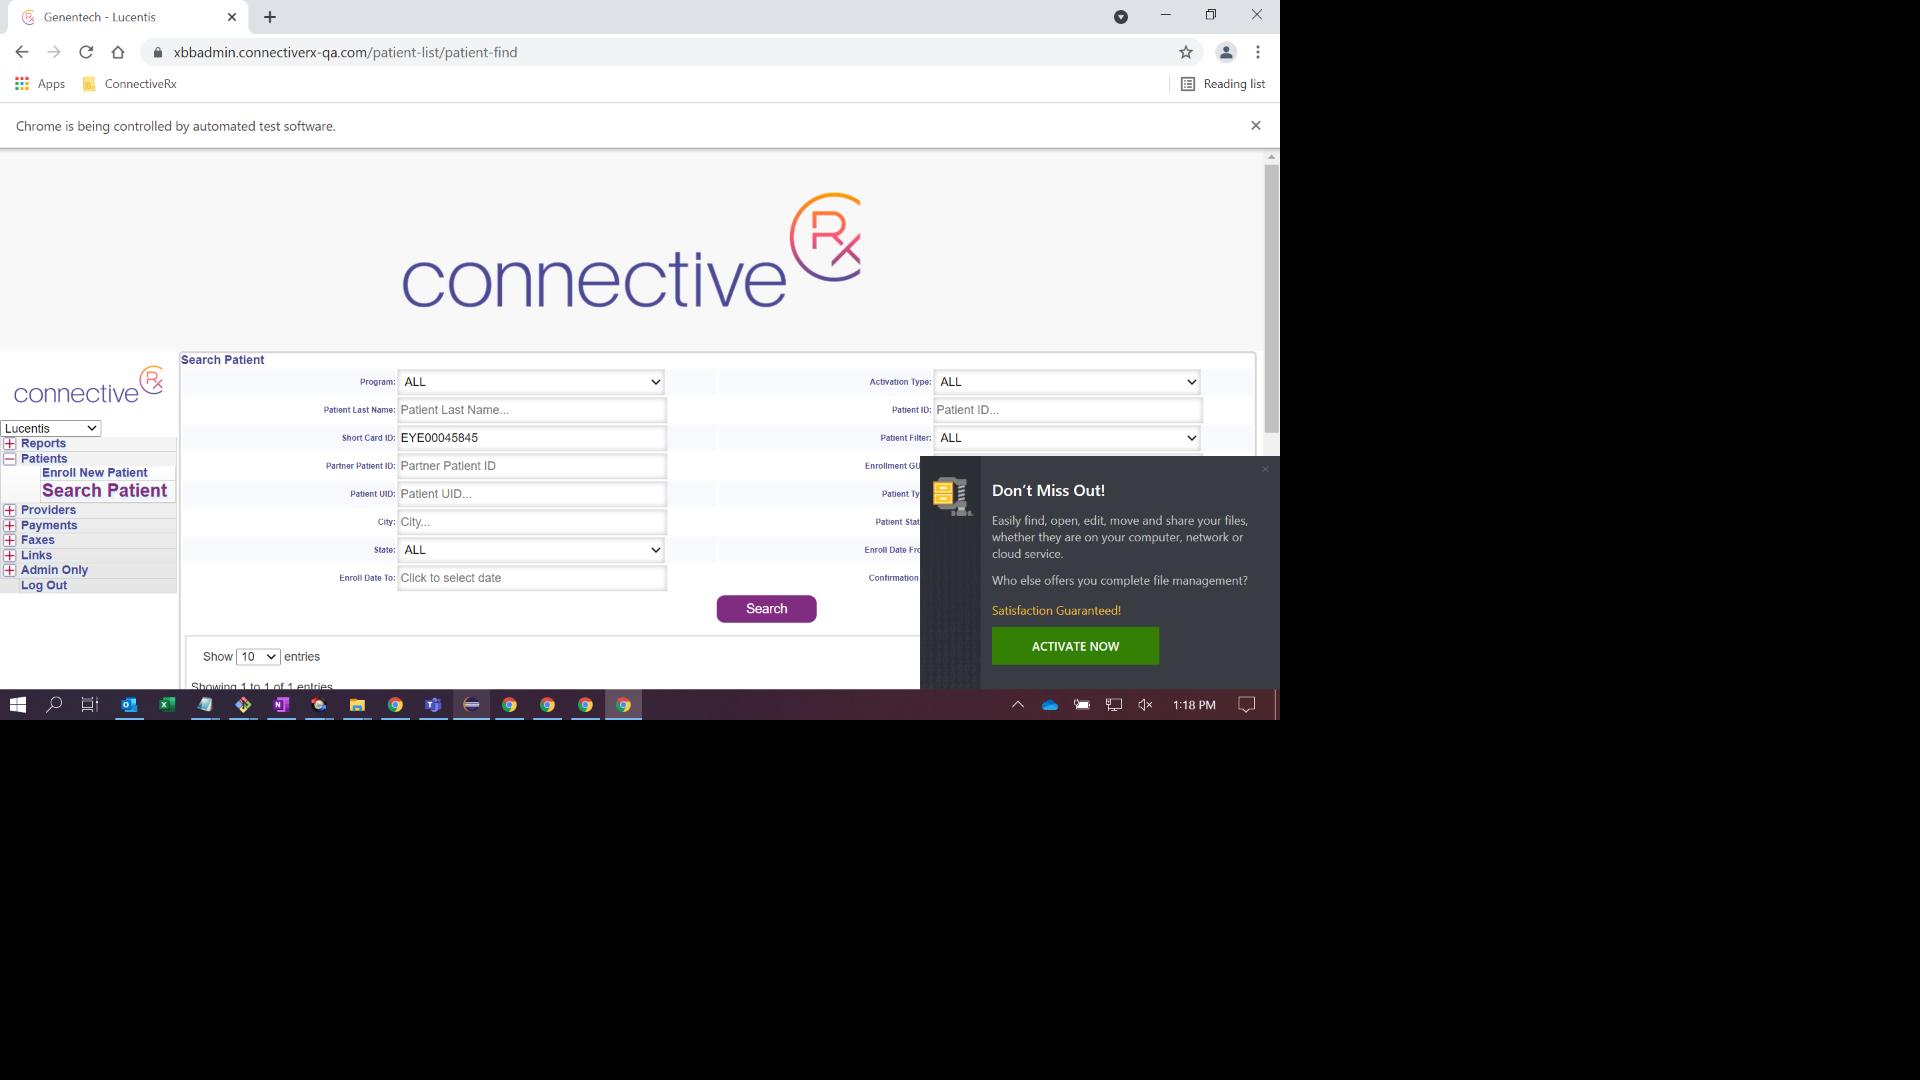 Genentech - Lucentis
xbbadmin.connectiverx-qa.com/patient-list/patient-find
Apps
ConnectiveRx
Reading list
Chrome is being controlled by automated test software.
connective Rx
connective Rx
Lucentis
Reports
Patients
Enroll New Patient
Search Patient
Providers
Payments
Faxes
Links
Admin Only
Log Out
Search Patient
Program: ALL
Activation Type: ALL
Patient Last Name: Patient Last Name...
Patient ID: Patient ID...
Short Card ID: EYE00045845
Patient Filter: ALL
Partner Patient ID: Partner Patient ID
Enrollment GU
Patient UID: Patient UID...
Patient Ty
City: City...
Patient Stat
State: ALL
Enroll Date Fro
Enroll Date To: Click to select date
Confirmation
Search
Show 10 entries
Showing 1 to 1 of 1 entries
Don't Miss Out!
Easily find, open, edit, move and share your files,
whether they are on your computer, network or
cloud service.
Who else offers you complete file management?
Satisfaction Guaranteed!
ACTIVATE NOW
1:18 PM